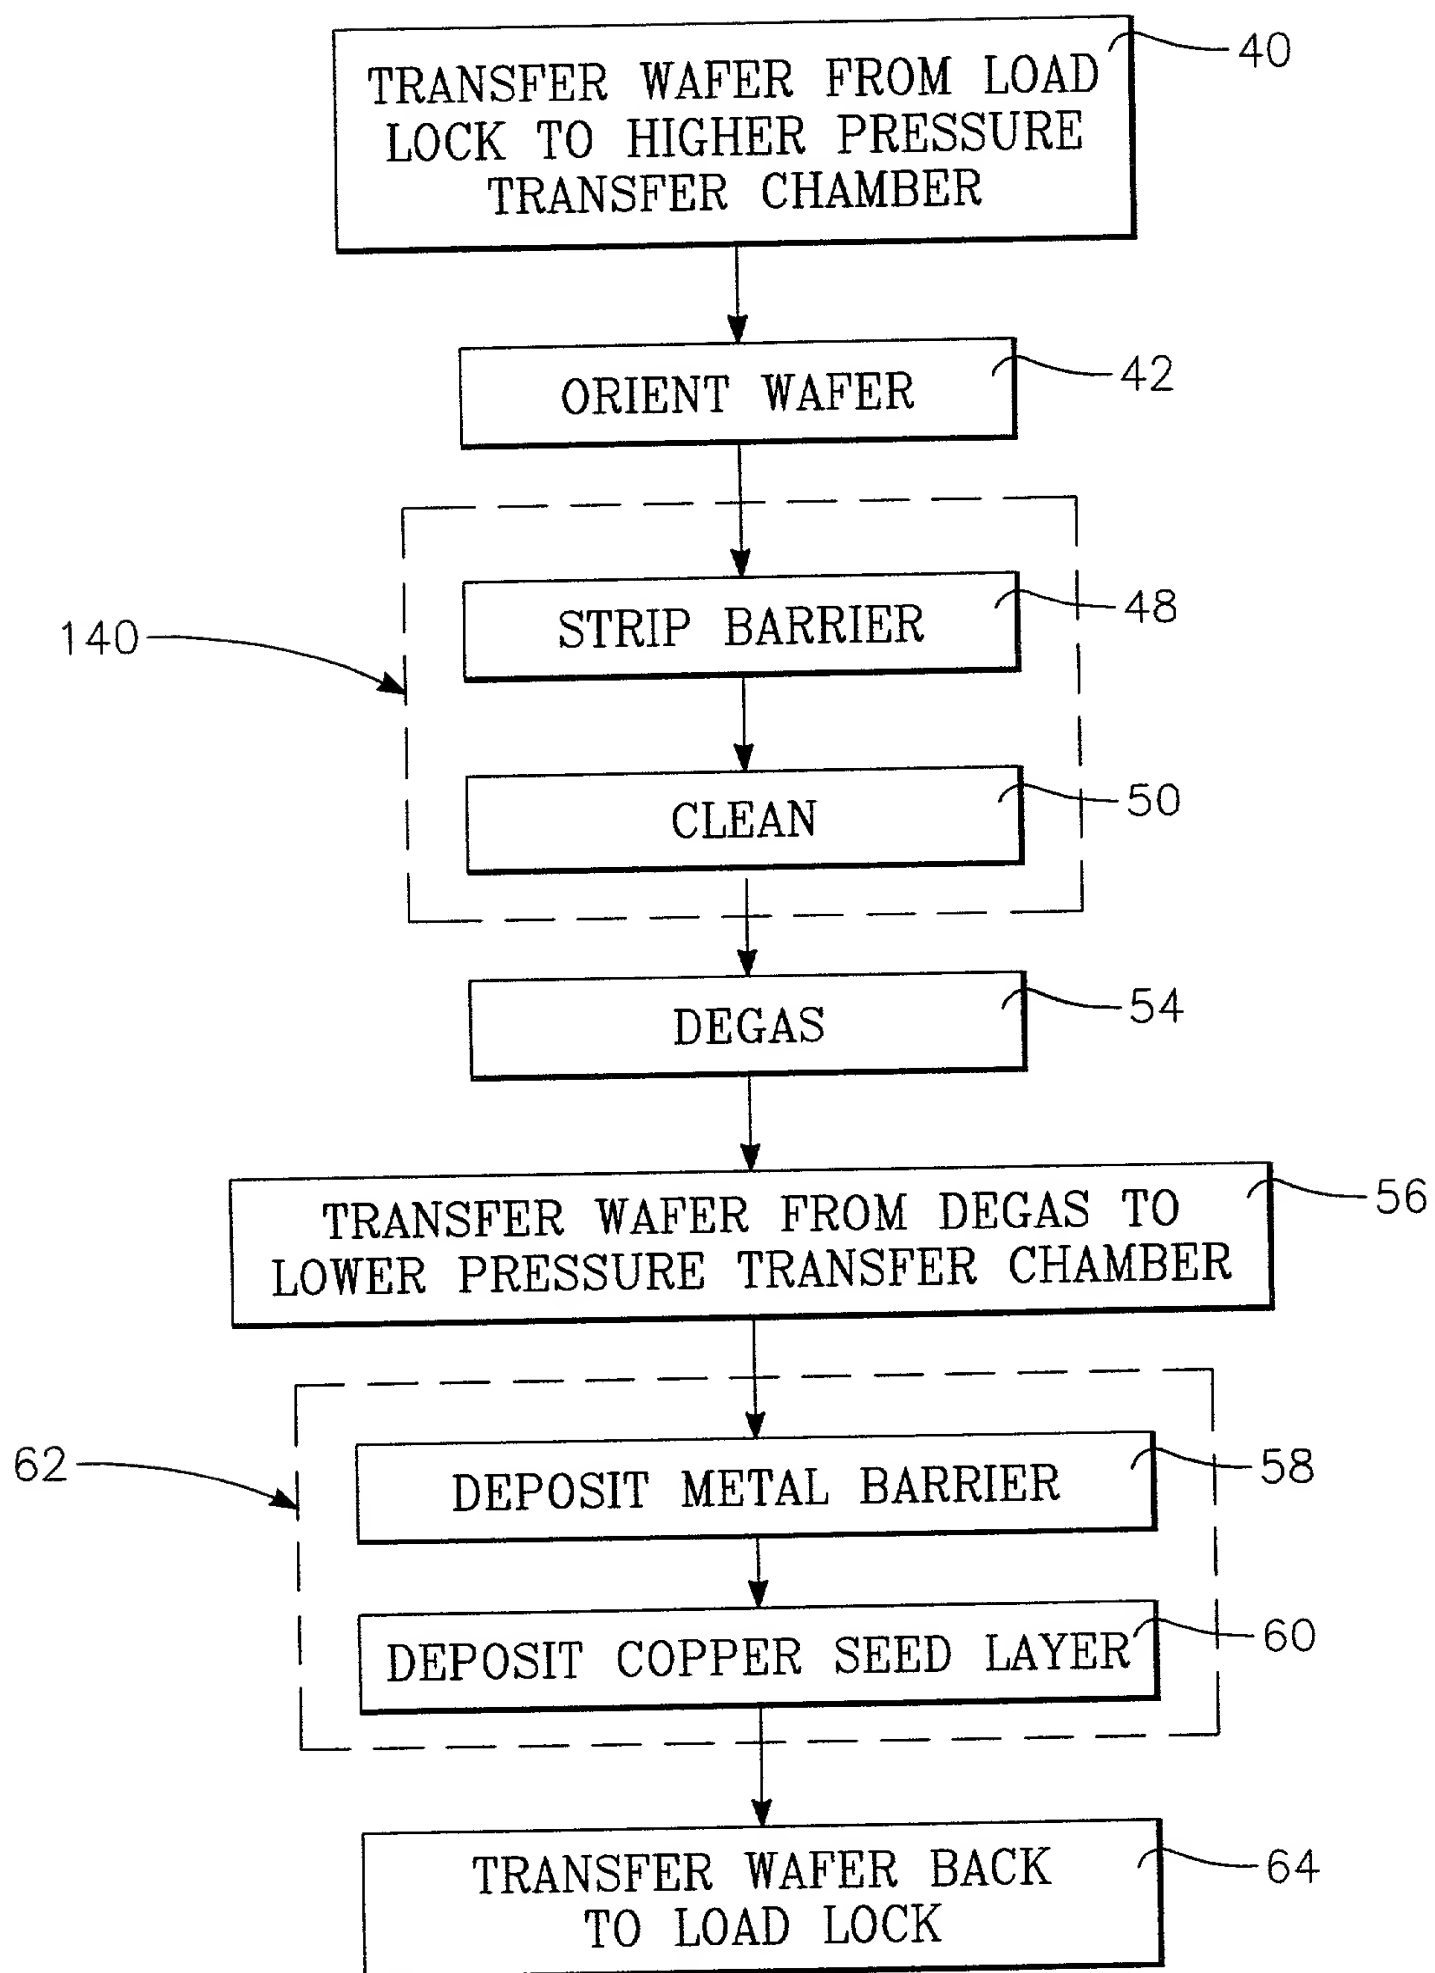 TRANSFER WAFER FROM LOAD
LOCK TO HIGHER PRESSURE
TRANSFER CHAMBER
40
ORIENT WAFER
42
STRIP BARRIER
48
140
CLEAN
50
DEGAS
54
TRANSFER WAFER FROM DEGAS TO
LOWER PRESSURE TRANSFER CHAMBER
56
DEPOSIT METAL BARRIER
58
62
DEPOSIT COPPER SEED LAYER
60
TRANSFER WAFER BACK
TO LOAD LOCK
64